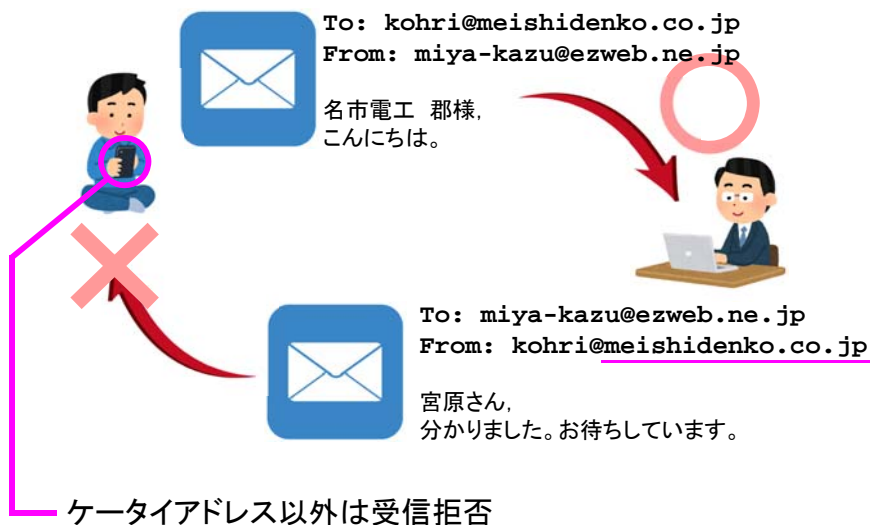 To: kohri@meishidenko.co.jp
From: miya-kazu@ezweb.ne.jp
名市電工　郡様,
こんにちは。
To: miya-kazu@ezweb.ne.jp
From: kohri@meishidenko.co.jp
宮原さん,
分かりました。お待ちしています。
ケータイアドレス以外は受信拒否